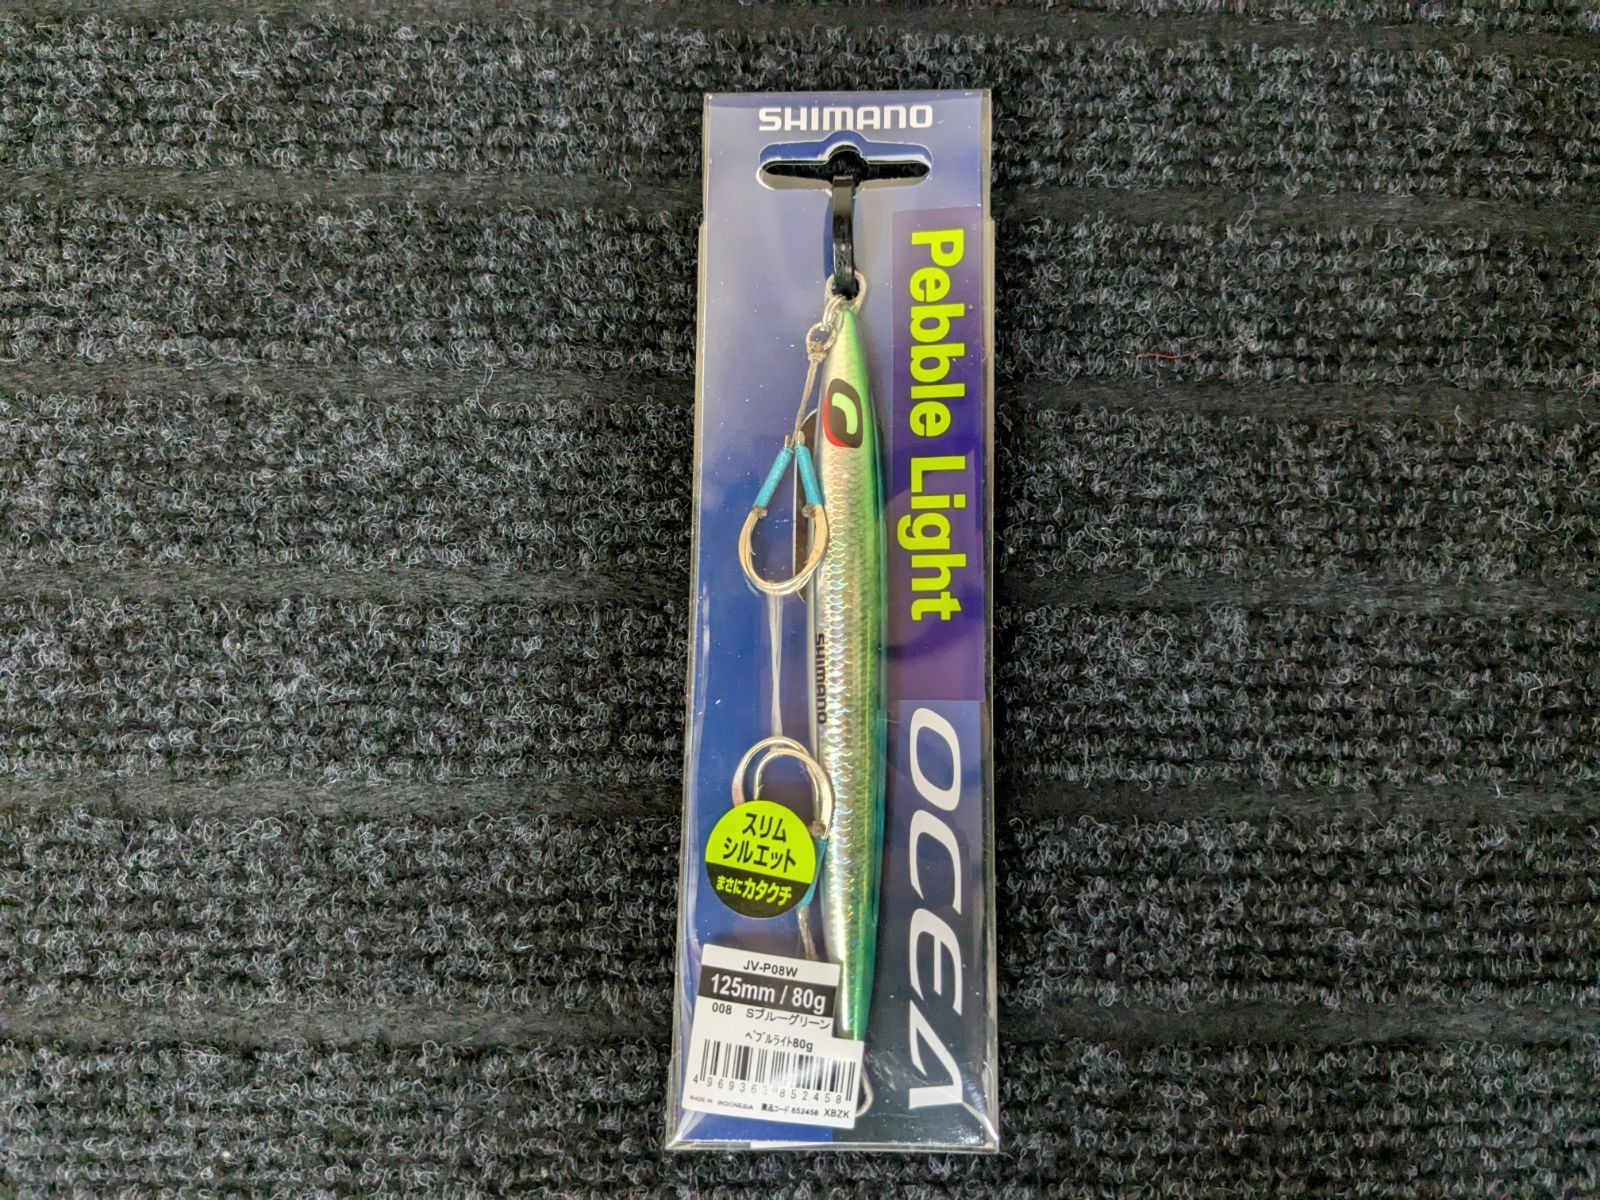 SHIMANO
Pebble Light
OCEA
SHIMANO
スリム
シルエット
まさにカタクチ
JV-P08W
125mm / 80g
008 Sブルーグリーン
ペブルライト80g
4 969363 852458
MADE IN INDONESIA 商品コード 852458 XBZK